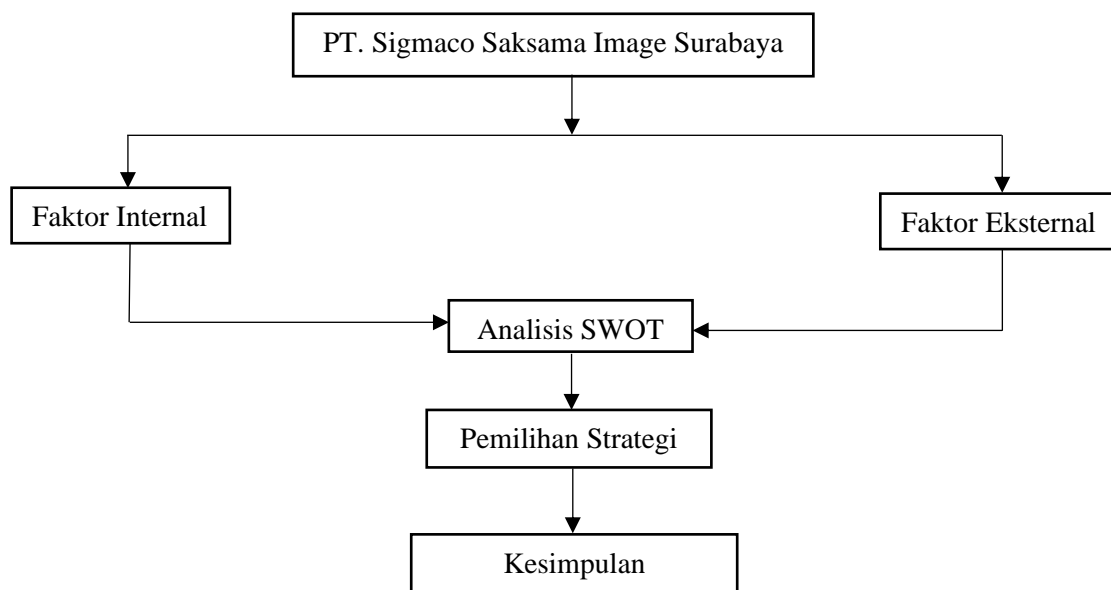 PT. Sigmaco Saksama Image Surabaya
Faktor Internal
Faktor Eksternal
Analisis SWOT
Pemilihan Strategi
Kesimpulan